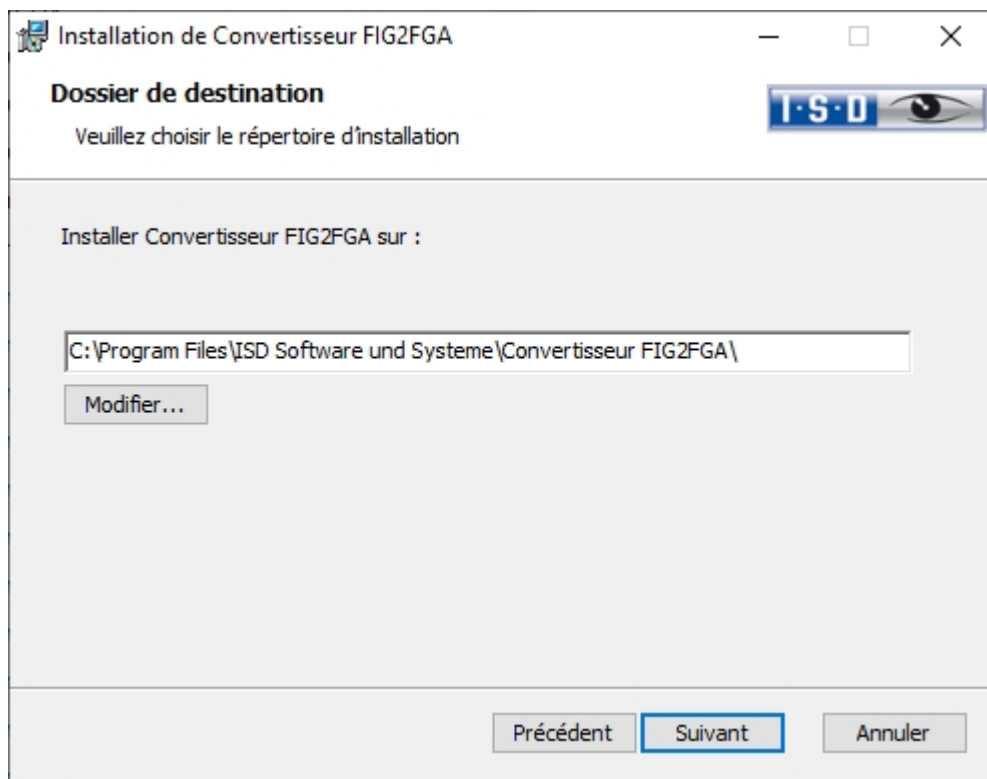 Installation de Convertisseur FIG2FGA
Dossier de destination
Veuillez choisir le répertoire d'installation
I·S·D
Installer Convertisseur FIG2FGA sur :
C:\Program Files\ISD Software und Systeme\Convertisseur FIG2FGA\
Modifier...
Précédent Suivant Annuler